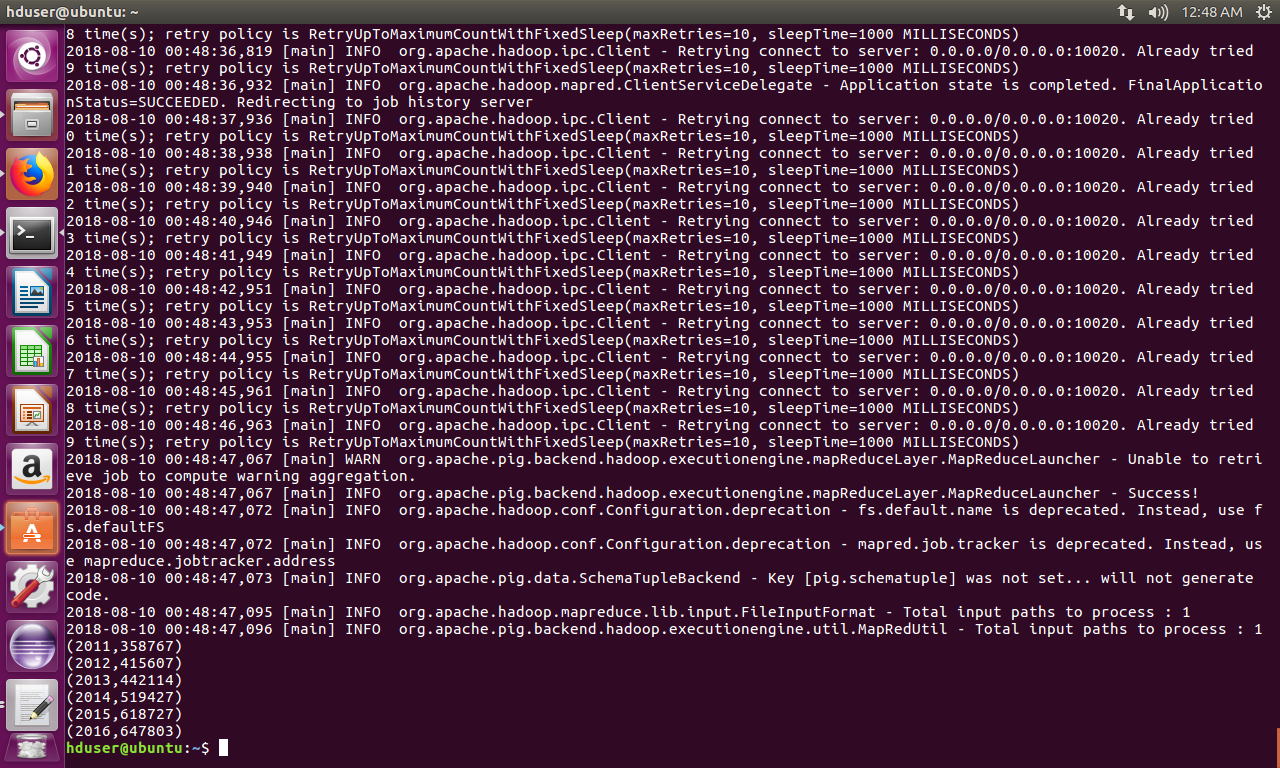 hduser@ubuntu: ~
12:48 AM
8 time(s); retry policy is RetryUpToMaximumCountWithFixedSleep(maxRetries=10, sleepTime=1000 MILLISECONDS)
2018-08-10 00:48:36,819 [main] INFO  org.apache.hadoop.ipc.Client - Retrying connect to server: 0.0.0.0/0.0.0.0:10020. Already tried
9 time(s); retry policy is RetryUpToMaximumCountWithFixedSleep(maxRetries=10, sleepTime=1000 MILLISECONDS)
2018-08-10 00:48:36,932 [main] INFO  org.apache.hadoop.mapred.ClientServiceDelegate - Application state is completed. FinalApplicatio
nStatus=SUCCEEDED. Redirecting to job history server
2018-08-10 00:48:37,936 [main] INFO  org.apache.hadoop.ipc.Client - Retrying connect to server: 0.0.0.0/0.0.0.0:10020. Already tried
0 time(s); retry policy is RetryUpToMaximumCountWithFixedSleep(maxRetries=10, sleepTime=1000 MILLISECONDS)
2018-08-10 00:48:38,938 [main] INFO  org.apache.hadoop.ipc.Client - Retrying connect to server: 0.0.0.0/0.0.0.0:10020. Already tried
1 time(s); retry policy is RetryUpToMaximumCountWithFixedSleep(maxRetries=10, sleepTime=1000 MILLISECONDS)
2018-08-10 00:48:39,940 [main] INFO  org.apache.hadoop.ipc.Client - Retrying connect to server: 0.0.0.0/0.0.0.0:10020. Already tried
2 time(s); retry policy is RetryUpToMaximumCountWithFixedSleep(maxRetries=10, sleepTime=1000 MILLISECONDS)
2018-08-10 00:48:40,946 [main] INFO  org.apache.hadoop.ipc.Client - Retrying connect to server: 0.0.0.0/0.0.0.0:10020. Already tried
3 time(s); retry policy is RetryUpToMaximumCountWithFixedSleep(maxRetries=10, sleepTime=1000 MILLISECONDS)
2018-08-10 00:48:41,949 [main] INFO  org.apache.hadoop.ipc.Client - Retrying connect to server: 0.0.0.0/0.0.0.0:10020. Already tried
4 time(s); retry policy is RetryUpToMaximumCountWithFixedSleep(maxRetries=10, sleepTime=1000 MILLISECONDS)
2018-08-10 00:48:42,951 [main] INFO  org.apache.hadoop.ipc.Client - Retrying connect to server: 0.0.0.0/0.0.0.0:10020. Already tried
5 time(s); retry policy is RetryUpToMaximumCountWithFixedSleep(maxRetries=10, sleepTime=1000 MILLISECONDS)
2018-08-10 00:48:43,953 [main] INFO  org.apache.hadoop.ipc.Client - Retrying connect to server: 0.0.0.0/0.0.0.0:10020. Already tried
6 time(s); retry policy is RetryUpToMaximumCountWithFixedSleep(maxRetries=10, sleepTime=1000 MILLISECONDS)
2018-08-10 00:48:44,955 [main] INFO  org.apache.hadoop.ipc.Client - Retrying connect to server: 0.0.0.0/0.0.0.0:10020. Already tried
7 time(s); retry policy is RetryUpToMaximumCountWithFixedSleep(maxRetries=10, sleepTime=1000 MILLISECONDS)
2018-08-10 00:48:45,961 [main] INFO  org.apache.hadoop.ipc.Client - Retrying connect to server: 0.0.0.0/0.0.0.0:10020. Already tried
8 time(s); retry policy is RetryUpToMaximumCountWithFixedSleep(maxRetries=10, sleepTime=1000 MILLISECONDS)
2018-08-10 00:48:46,963 [main] INFO  org.apache.hadoop.ipc.Client - Retrying connect to server: 0.0.0.0/0.0.0.0:10020. Already tried
9 time(s); retry policy is RetryUpToMaximumCountWithFixedSleep(maxRetries=10, sleepTime=1000 MILLISECONDS)
2018-08-10 00:48:47,067 [main] WARN  org.apache.pig.backend.hadoop.executionengine.mapReduceLayer.MapReduceLauncher - Unable to retri
eve job to compute warning aggregation.
2018-08-10 00:48:47,067 [main] INFO  org.apache.pig.backend.hadoop.executionengine.mapReduceLayer.MapReduceLauncher - Success!
2018-08-10 00:48:47,072 [main] INFO  org.apache.hadoop.conf.Configuration.deprecation - fs.default.name is deprecated. Instead, use f
s.defaultFS
2018-08-10 00:48:47,072 [main] INFO  org.apache.hadoop.conf.Configuration.deprecation - mapred.job.tracker is deprecated. Instead, us
e mapreduce.jobtracker.address
2018-08-10 00:48:47,073 [main] INFO  org.apache.pig.data.SchemaTupleBackend - Key [pig.schematuple] was not set... will not generate
code.
2018-08-10 00:48:47,095 [main] INFO  org.apache.hadoop.mapreduce.lib.input.FileInputFormat - Total input paths to process : 1
2018-08-10 00:48:47,096 [main] INFO  org.apache.pig.backend.hadoop.executionengine.util.MapRedUtil - Total input paths to process : 1
(2011,358767)
(2012,415607)
(2013,442114)
(2014,519427)
(2015,618727)
(2016,647803)
hduser@ubuntu:~$